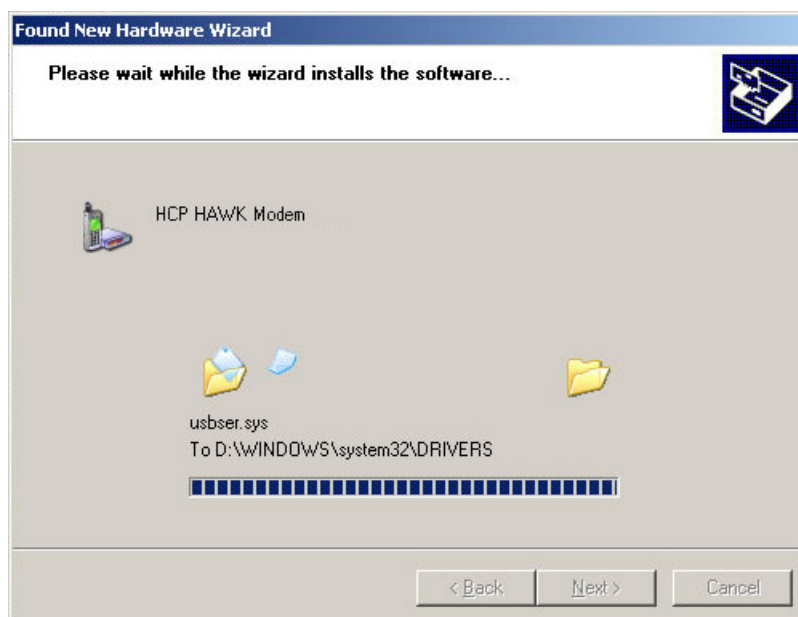 Found New Hardware Wizard
Please wait while the wizard installs the software...
HCP HAWK Modem
usbser.sys
To D:\WINDOWS\system32\DRIVERS
< Back
Next >
Cancel